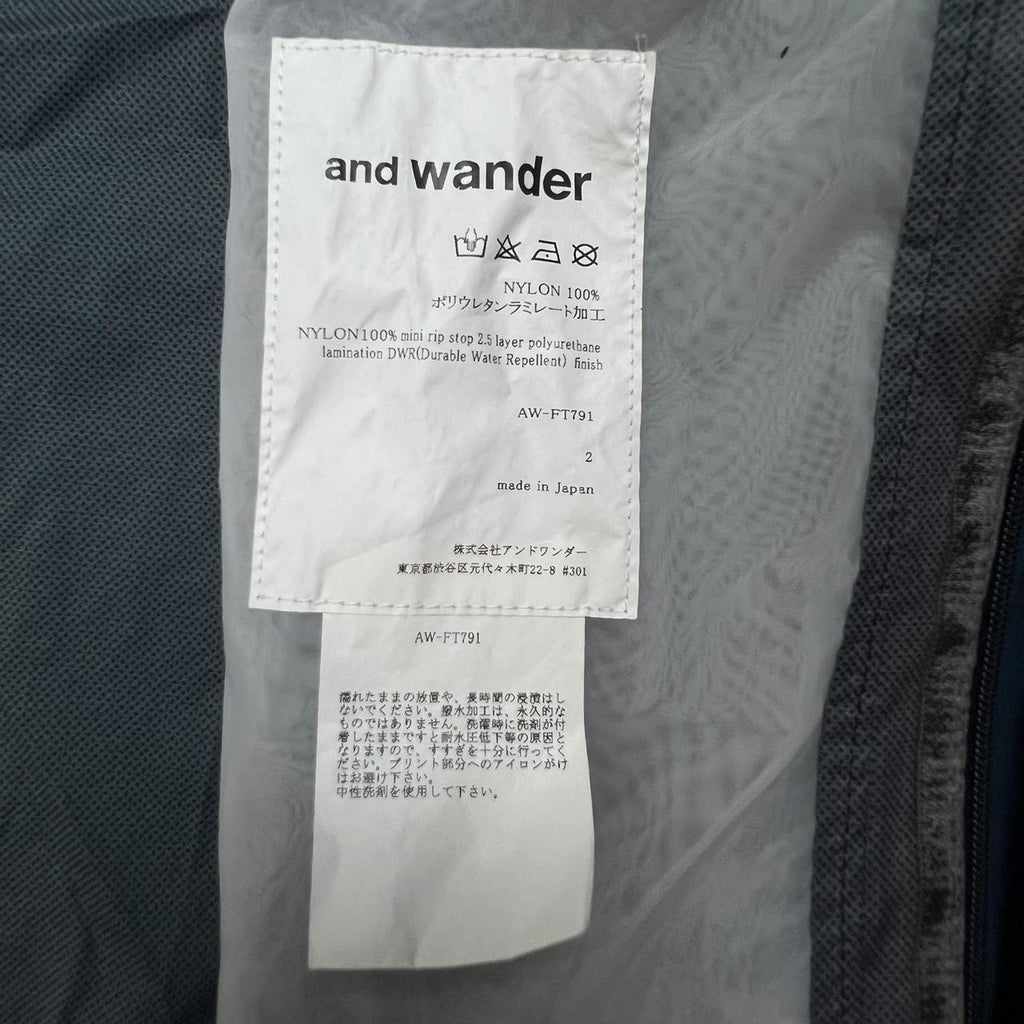 and wander
NYLON 100%
ポリウレタンラミレート加工
NYLON100% mini rip stop 2.5 layer polyurethane
lamination DWR(Durable Water Repellent) finish
AW-FT791
2
made in Japan
株式会社アンドワンダー
東京都渋谷区元代々木町22-8 #301
AW-FT791
濡れたままの放置や、長時間の浸漬はし
ないでください。撥水加工は、永久的な
ものではありません。洗濯時に洗剤が付
着したままですと耐水圧低下等の原因と
なりますので、すすぎを十分に行ってく
ださい。プリント部分へのアイロンがけ
はお避け下さい。
中性洗剤を使用して下さい。